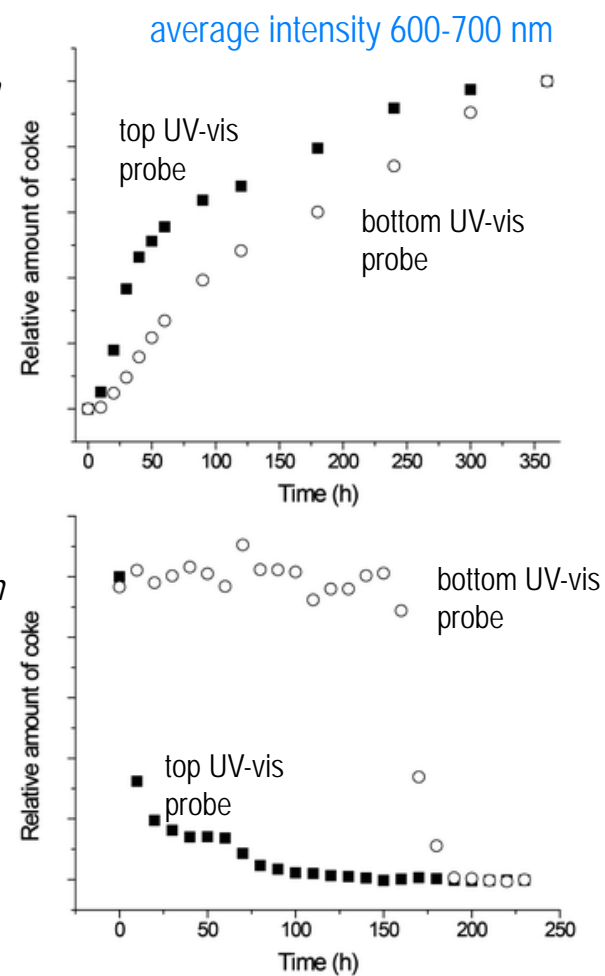 average intensity 600-700 nm
Relative amount of coke
top UV-vis
probe
bottom UV-vis
probe
0 50 100 150 200 250 300 350
Time (h)
Relative amount of coke
bottom UV-vis
probe
top UV-vis
probe
0 50 100 150 200 250
Time (h)